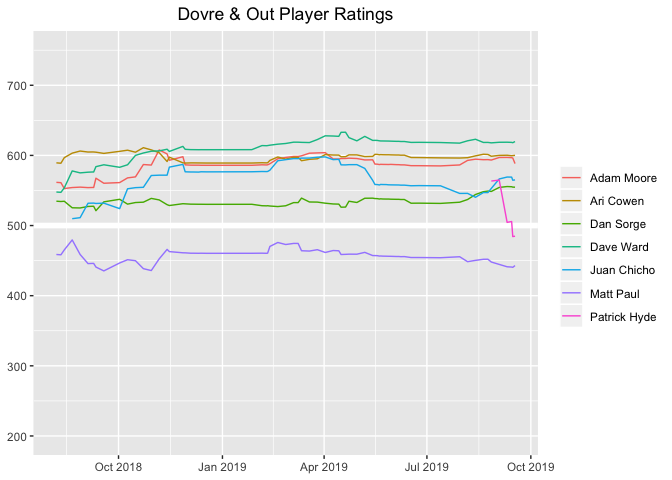 Dovre & Out Player Ratings
700
600
500
400
300
200
Oct 2018
Jan 2019
Apr 2019
Jul 2019
Oct 2019
Adam Moore
Ari Cowen
Dan Sorge
Dave Ward
Juan Chicho
Matt Paul
Patrick Hyde